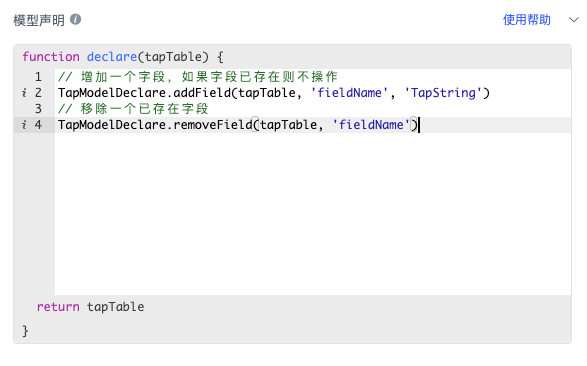 模型声明 i 使用帮助
function declare(tapTable) {
1 // 增加一个字段，如果字段已存在则不操作
i 2 TapModelDeclare.addField(tapTable, 'fieldName', 'TapString')
3 // 移除一个已存在字段
i 4 TapModelDeclare.removeField(tapTable, 'fieldName')
return tapTable
}